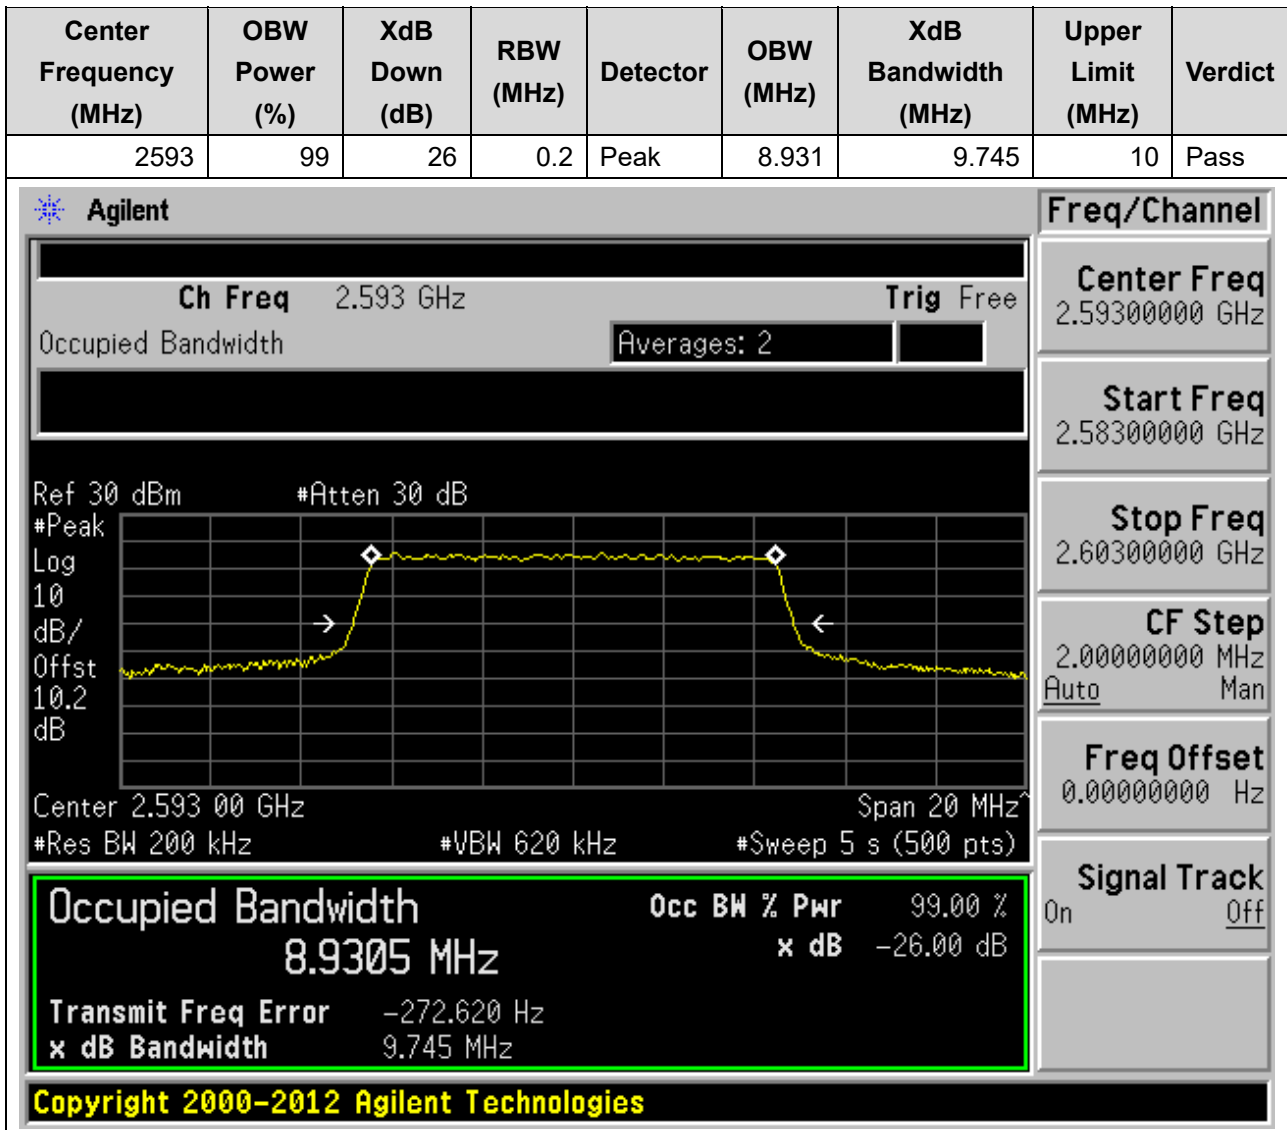 Center Frequency (MHz) OBW Power (%) XdB Down (dB) RBW (MHz) Detector OBW (MHz) XdB Bandwidth (MHz) Upper Limit (MHz) Verdict
2593 99 26 0.2 Peak 8.931 9.745 10 Pass
Agilent
Freq/Channel
Ch Freq 2.593 GHz Trig Free
Occupied Bandwidth Averages: 2
Ref 30 dBm #Atten 30 dB
#Peak
Log
10
dB/
Offst
10.2
dB
Center 2.593 00 GHz Span 20 MHz^
#Res BW 200 kHz #VBW 620 kHz #Sweep 5 s (500 pts)
Occupied Bandwidth Occ BW % Pwr 99.00 %
8.9305 MHz x dB -26.00 dB
Transmit Freq Error -272.620 Hz
x dB Bandwidth 9.745 MHz
Center Freq
2.59300000 GHz
Start Freq
2.58300000 GHz
Stop Freq
2.60300000 GHz
CF Step
2.00000000 MHz
Auto Man
Freq Offset
0.00000000 Hz
Signal Track
On Off
Copyright 2000-2012 Agilent Technologies